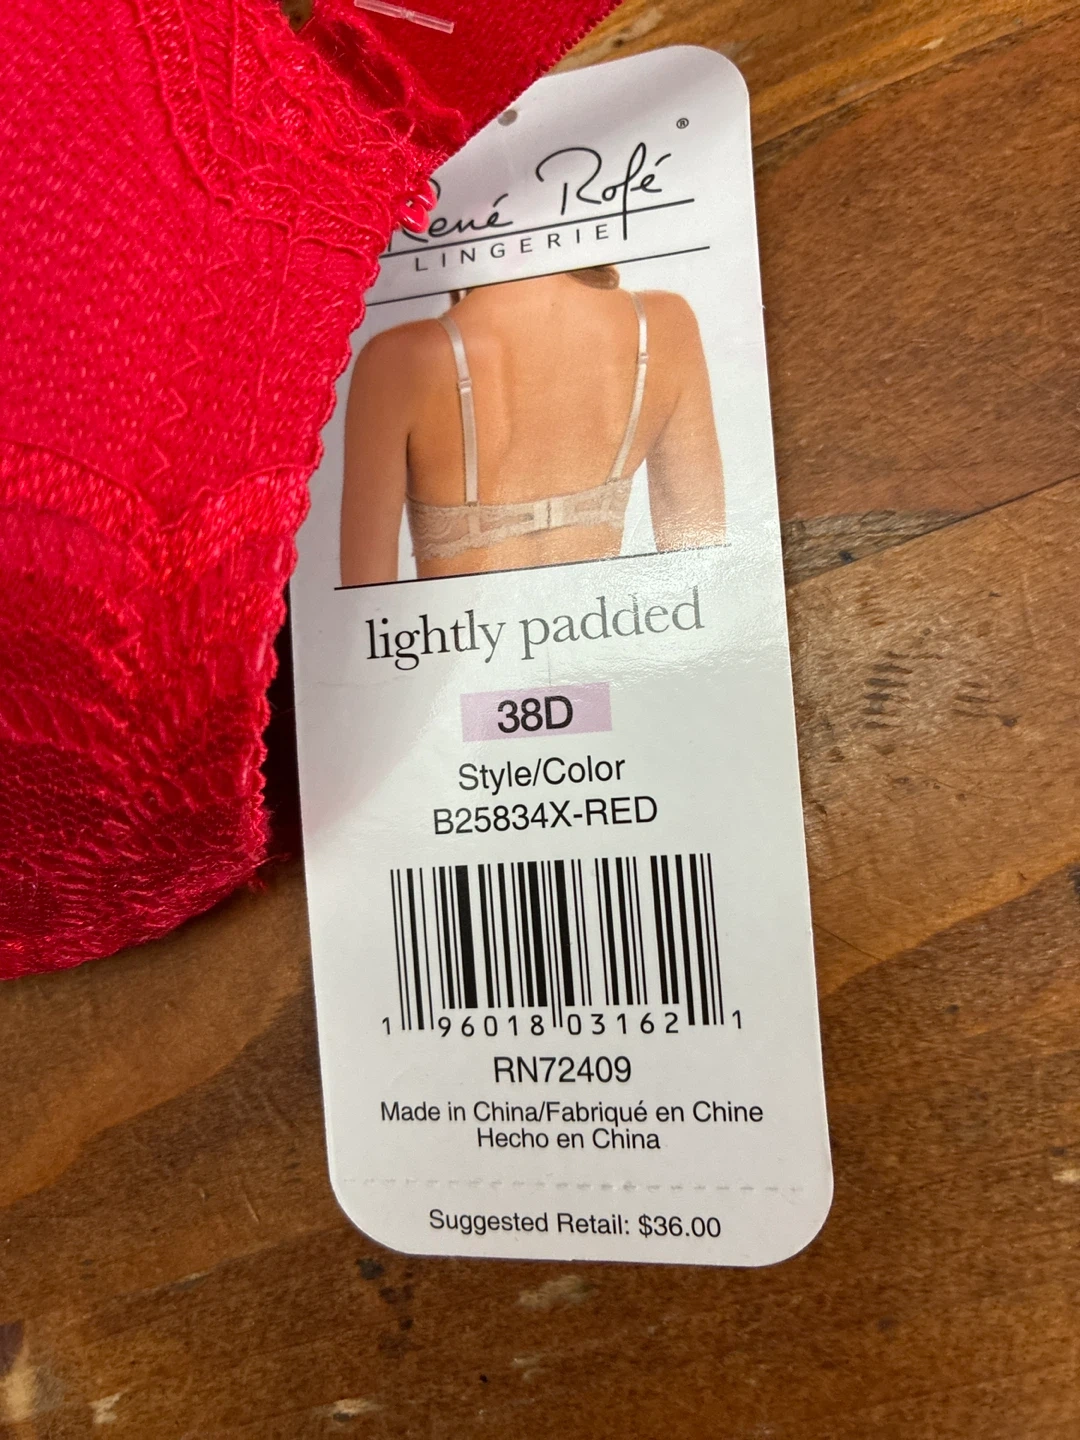 René Rofé ®
LINGERIE
lightly padded
38D
Style/Color
B25834X-RED
1 96018 03162 1
RN72409
Made in China/Fabriqué en Chine
Hecho en China
Suggested Retail: $36.00